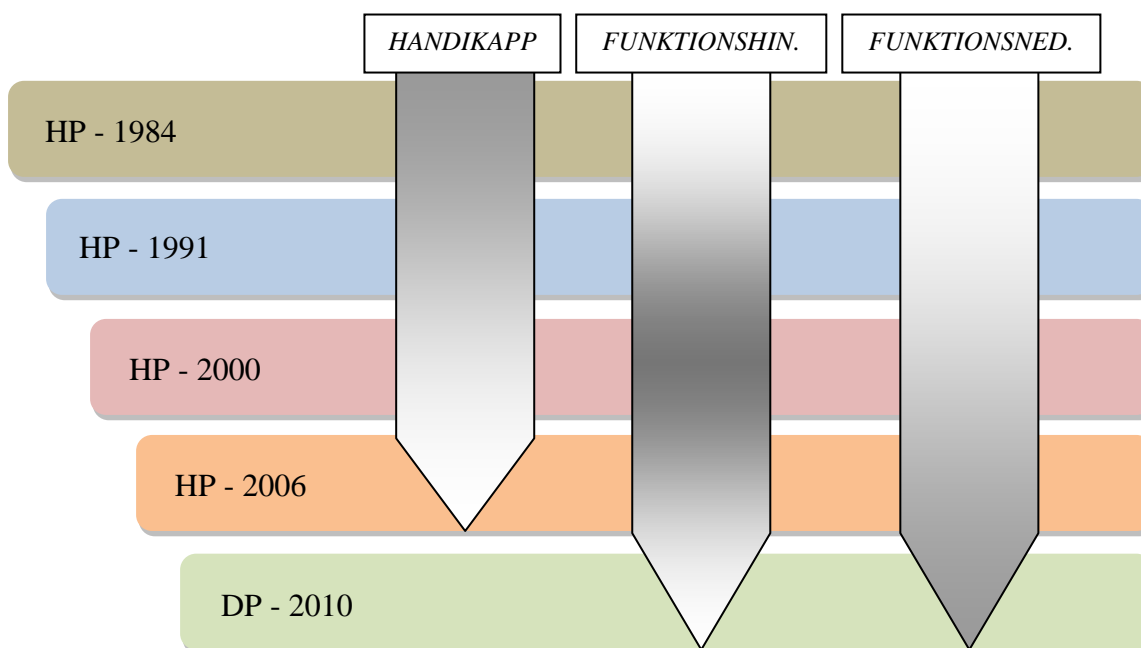 HANDIKAPP
FUNKTIONSHIN.
FUNKTIONSNED.
HP - 1984
HP - 1991
HP - 2000
HP - 2006
DP - 2010